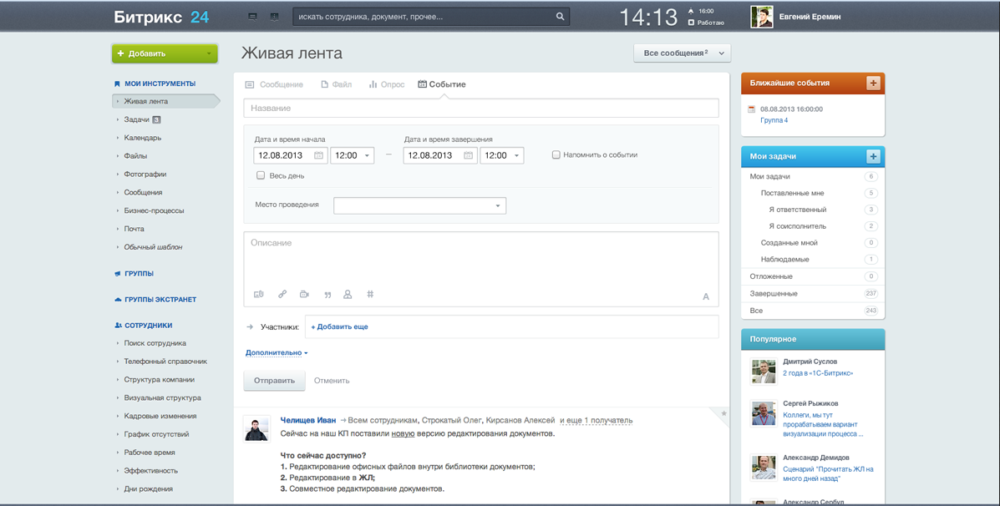 Битрикс 24
искать сотрудника, документ, прочее...
14:13
16:00
Работаю
Евгений Еремин
Добавить
МОИ ИНСТРУМЕНТЫ
Живая лента
Задачи 3
Календарь
Файлы
Фотографии
Сообщения
Бизнес-процессы
Почта
Обычный шаблон
ГРУППЫ
ГРУППЫ ЭКСТРАНЕТ
СОТРУДНИКИ
Поиск сотрудника
Телефонный справочник
Структура компании
Визуальная структура
Кадровые изменения
График отсутствий
Рабочее время
Эффективность
Дни рождения
Живая лента
Все сообщения 2
Сообщение Файл Опрос Событие
Название
Дата и время начала Дата и время завершения
12.08.2013 12:00 — 12.08.2013 12:00 Напомнить о событии
Весь день
Место проведения
Описание
A
Участники: + Добавить еще
Дополнительно
Отправить Отменить
Челищев Иван Всем сотрудникам, Строкатый Олег, Кирсанов Алексей и еще 1 получатель
Сейчас на наш КП поставили новую версию редактирования документов.
Что сейчас доступно?
1. Редактирование офисных файлов внутри библиотеки документов;
2. Редактирование в ЖЛ;
3. Совместное редактирование документов.
Ближайшие события +
08.08.2013 16:00:00
Группа 4
Мои задачи +
Мои задачи 6
Поставленные мне 5
Я ответственный 3
Я соисполнитель 2
Созданные мной 0
Наблюдаемые 1
Отложенные 0
Завершенные 237
Все 243
Популярное
Дмитрий Суслов
2 года в «1С-Битрикс»
Сергей Рыжиков
Коллеги, мы тут
прорабатываем вариант
визуализации процесса ...
Александр Демидов
Сценарий "Прочитать ЖЛ на
много дней назад"
Александр Сербул